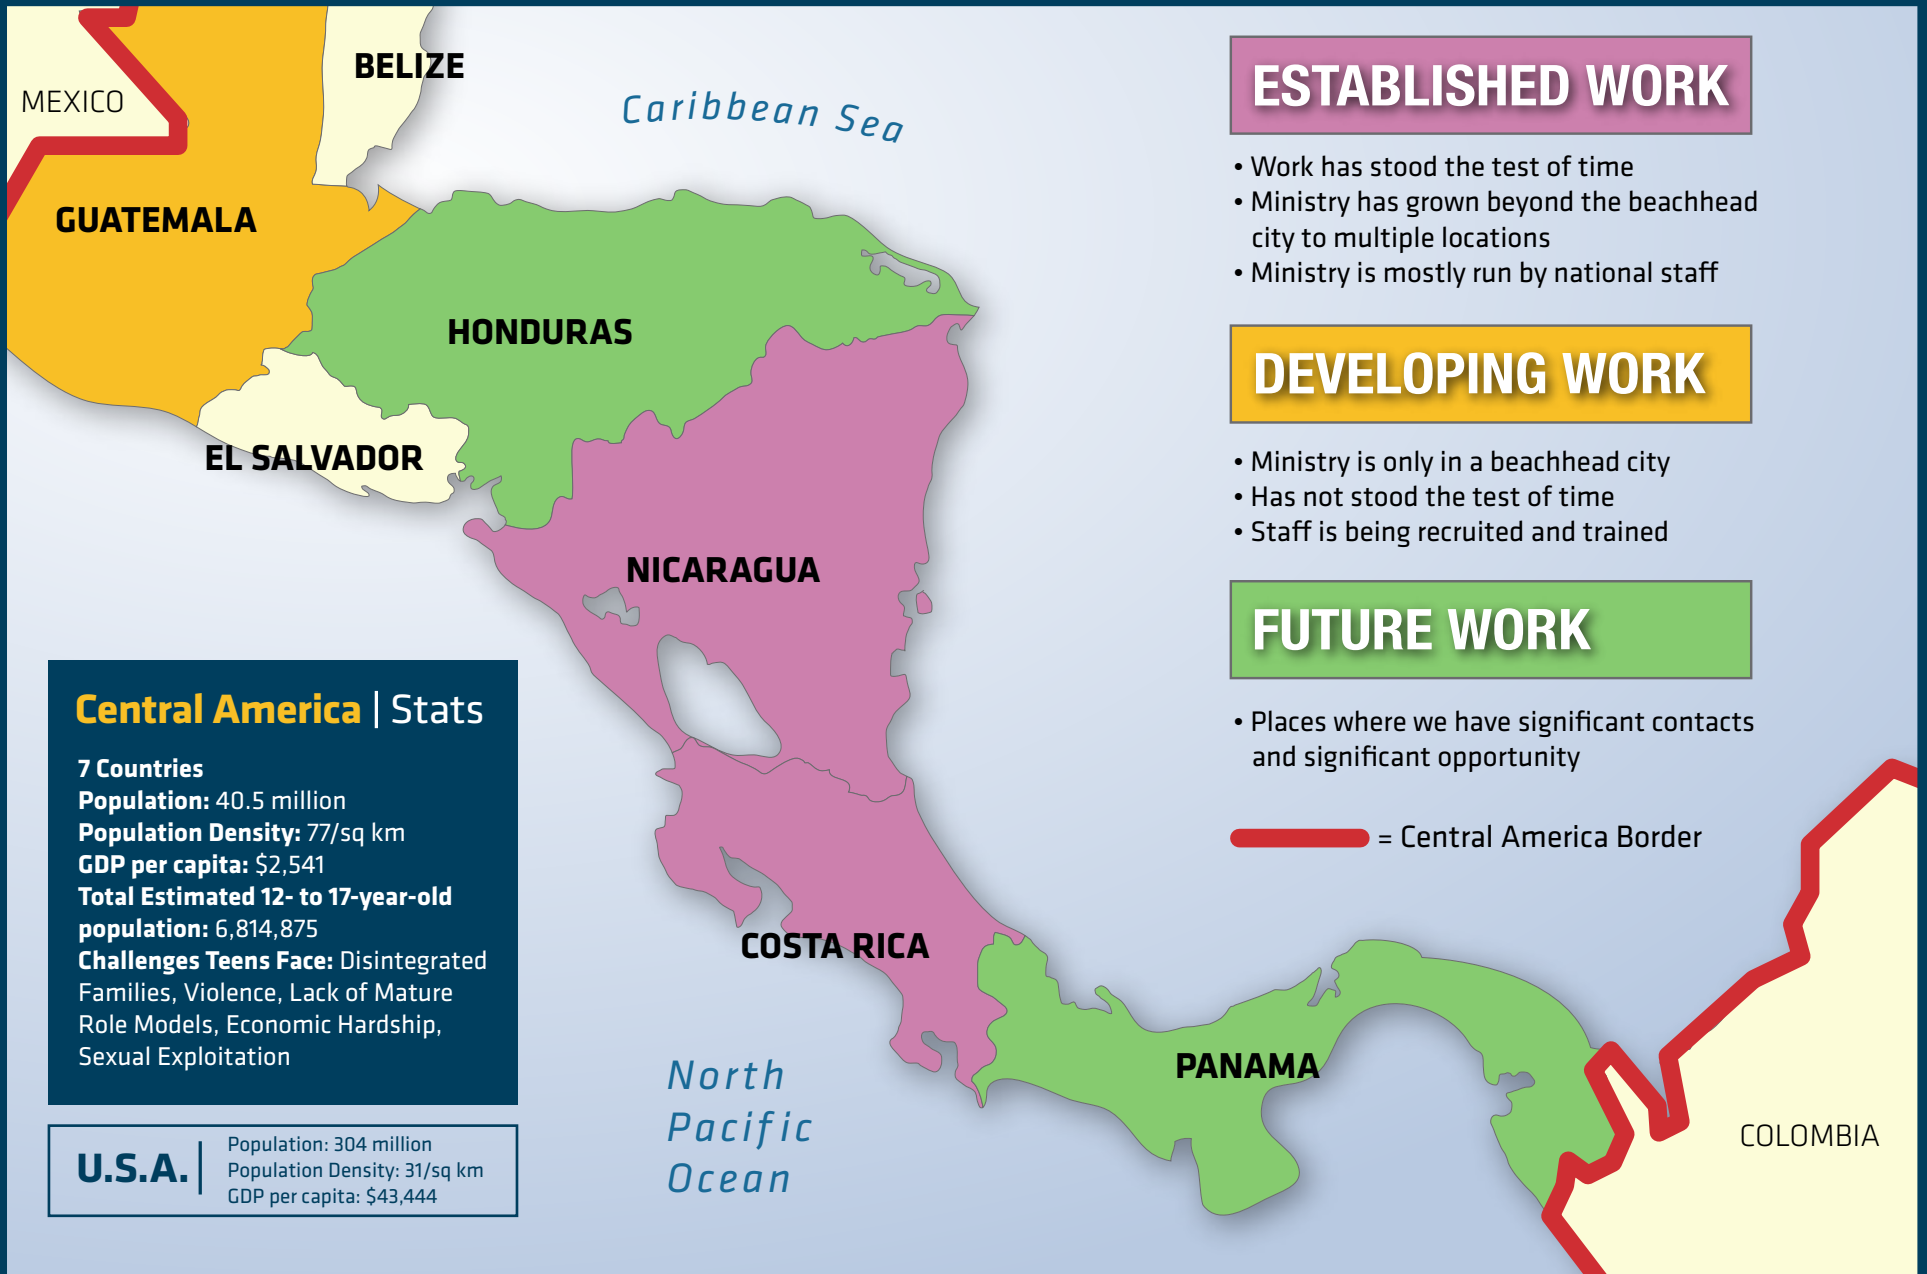 MEXICO
BELIZE
GUATEMALA
Caribbean Sea
HONDURAS
EL SALVADOR
NICARAGUA
COSTA RICA
PANAMA
COLOMBIA
North
Pacific
Ocean
ESTABLISHED WORK
• Work has stood the test of time
• Ministry has grown beyond the beachhead
city to multiple locations
• Ministry is mostly run by national staff
DEVELOPING WORK
• Ministry is only in a beachhead city
• Has not stood the test of time
• Staff is being recruited and trained
FUTURE WORK
• Places where we have significant contacts
and significant opportunity
= Central America Border
Central America | Stats
7 Countries
Population: 40.5 million
Population Density: 77/sq km
GDP per capita: $2,541
Total Estimated 12- to 17-year-old
population: 6,814,875
Challenges Teens Face: Disintegrated
Families, Violence, Lack of Mature
Role Models, Economic Hardship,
Sexual Exploitation
U.S.A.
Population: 304 million
Population Density: 31/sq km
GDP per capita: $43,444